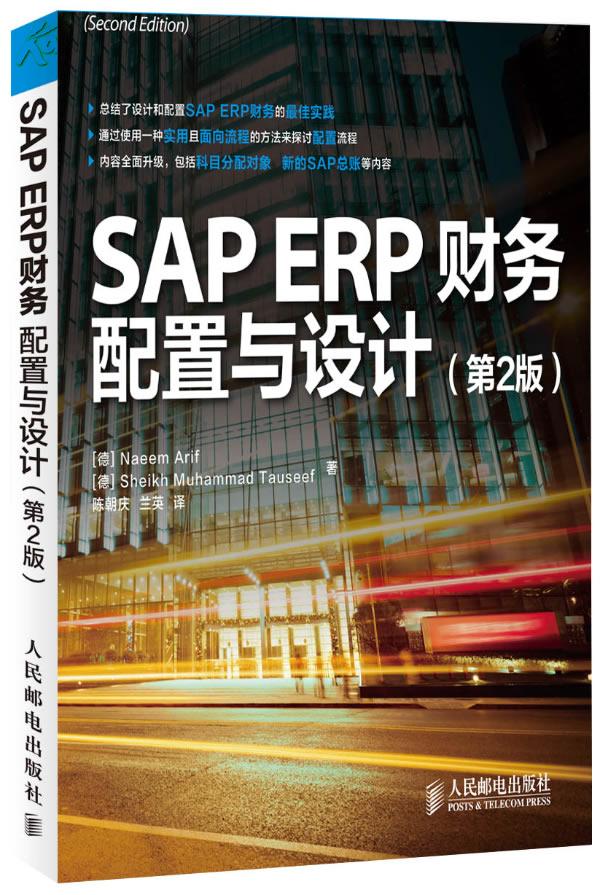 (Second Edition)
总结了设计和配置SAP ERP财务的最佳实践
通过使用一种实用且面向流程的方法来探讨配置流程
内容全面升级，包括科目分配对象 新的SAP总账等内容
SAP ERP 财务
配置与设计（第2版）
[德] Naeem Arif
[德] Sheikh Muhammad Tauseef 著
陈朝庆 兰英 译
人民邮电出版社
POSTS & TELECOM PRESS
SAP ERP财务 配置与设计（第2版）
人民邮电出版社